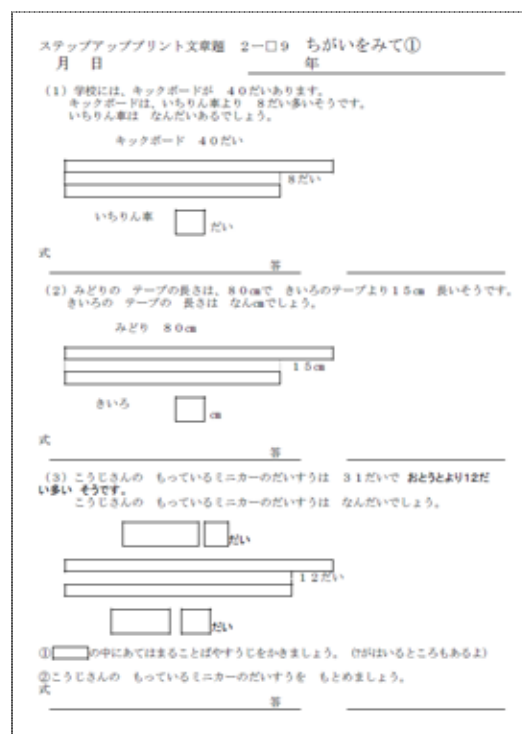 ステップアッププリント文章題 2ー□9 ちがいをみて①
月 日 年
(1) 学校には、キックボードが 40だいあります。
キックボードは、いちりん車より 8だい多いそうです。
いちりん車は なんだいあるでしょう。
キックボード 40だい
8だい
いちりん車 だい
式
答
(2) みどりの テープの長さは、80㎝で きいろのテープより15㎝ 長いそうです。
きいろの テープの 長さは なん㎝でしょう。
みどり 80㎝
15㎝
きいろ ㎝
式
答
(3) こうじさんの もっているミニカーのだいすうは 31だいで おとうとより12だ
い多い そうです。
こうじさんの もっているミニカーのだいすうは なんだいでしょう。
だい
12だい
だい
① の中にあてはまることばやすうじをかきましょう。 (?がはいるところもあるよ)
②こうじさんの もっているミニカーのだいすうを もとめましょう。
式
答